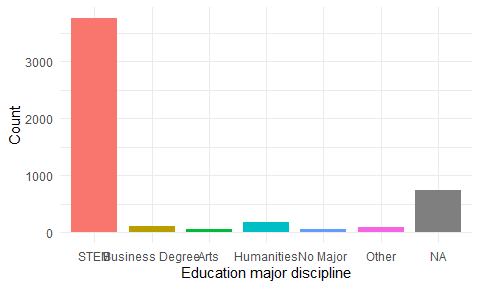 3000
2000
1000
0
Count
STEM Business Degree Arts Humanities No Major Other NA
Education major discipline